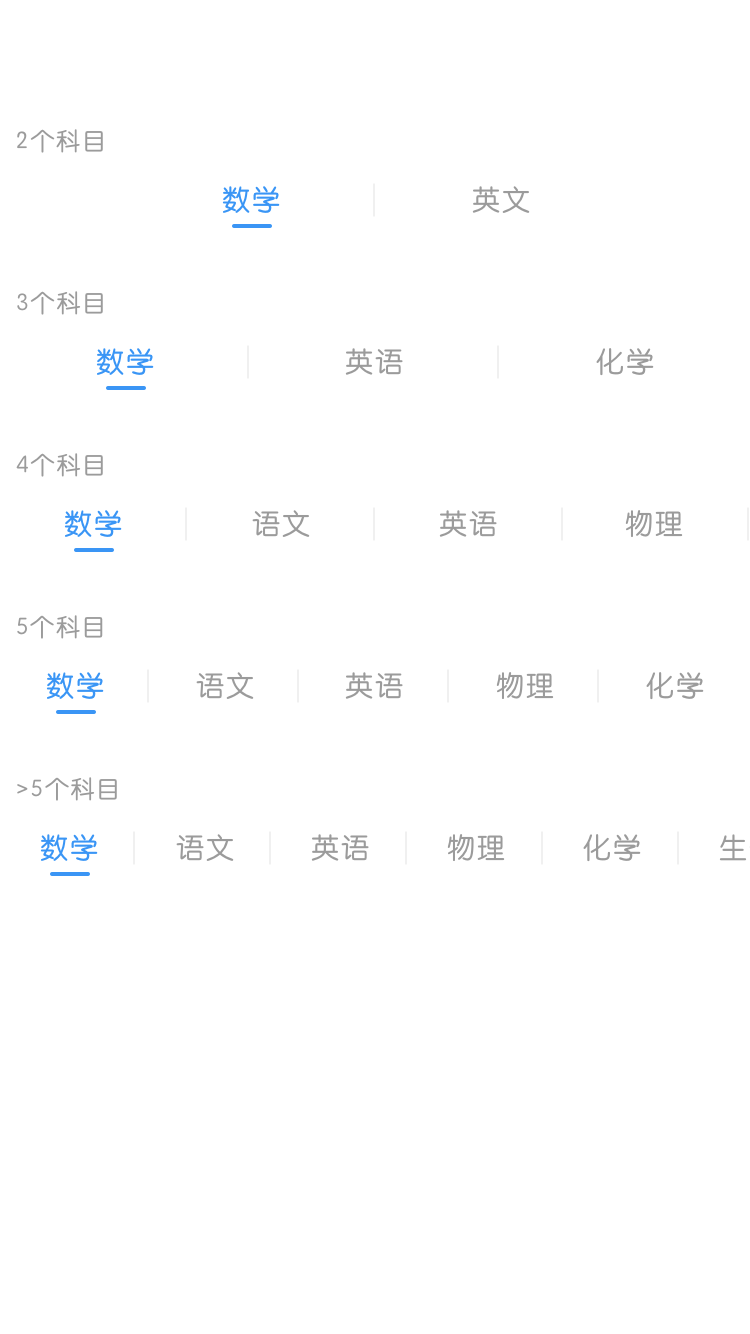 2个科目
数学 英文
3个科目
数学 英语 化学
4个科目
数学 语文 英语 物理
5个科目
数学 语文 英语 物理 化学
>5个科目
数学 语文 英语 物理 化学 生